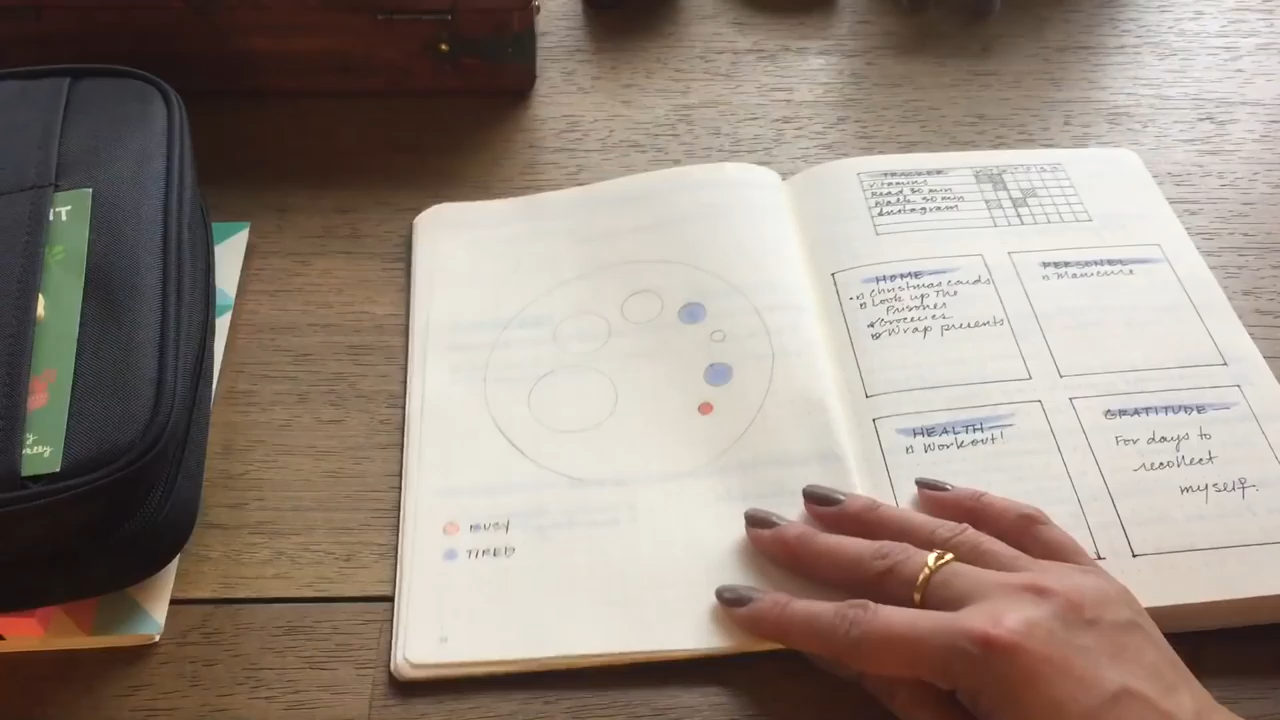 BUSY
TIRED
TRACKER
Vitamins
Read 30 min
Walk 30 min
Instagram
HOME
Christmas cards
Look up The
Prisoner
Groceries
Wrap presents
PERSONEL
Manicure
HEALTH
Workout!
GRATITUDE
For days to
recollect
myself.